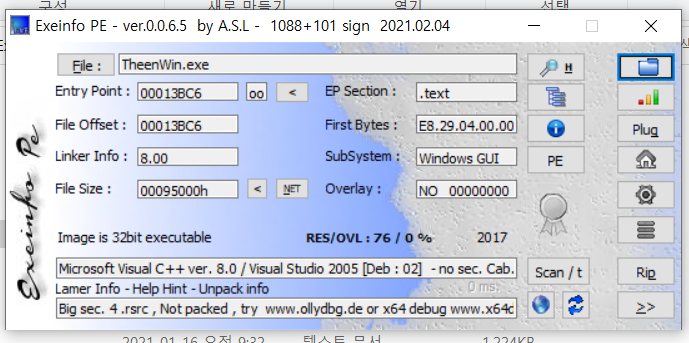 구성 새로 만들기 열기 선택
Exeinfo PE - ver.0.0.6.5 by A.S.L - 1088+101 sign 2021.02.04
File : TheenWin.exe H
Entry Point : 00013BC6 oo < EP Section : .text
File Offset : 00013BC6 First Bytes : E8.29.04.00.00 Plug
Linker Info : 8.00 SubSystem : Windows GUI PE
File Size : 00095000h < NET Overlay : NO 00000000
Exeinfo Pe
Image is 32bit executable RES/OVL : 76 / 0 % 2017
Microsoft Visual C++ ver. 8.0 / Visual Studio 2005 [Deb : 02] - no sec. Cab. Scan / t Rip
Lamer Info - Help Hint - Unpack info 0 ms.
Big sec. 4 .rsrc , Not packed , try www.ollydbg.de or x64 debug www.x64c >>
2021-01-16 오전 9:32 텍스트 문서 1,224KB